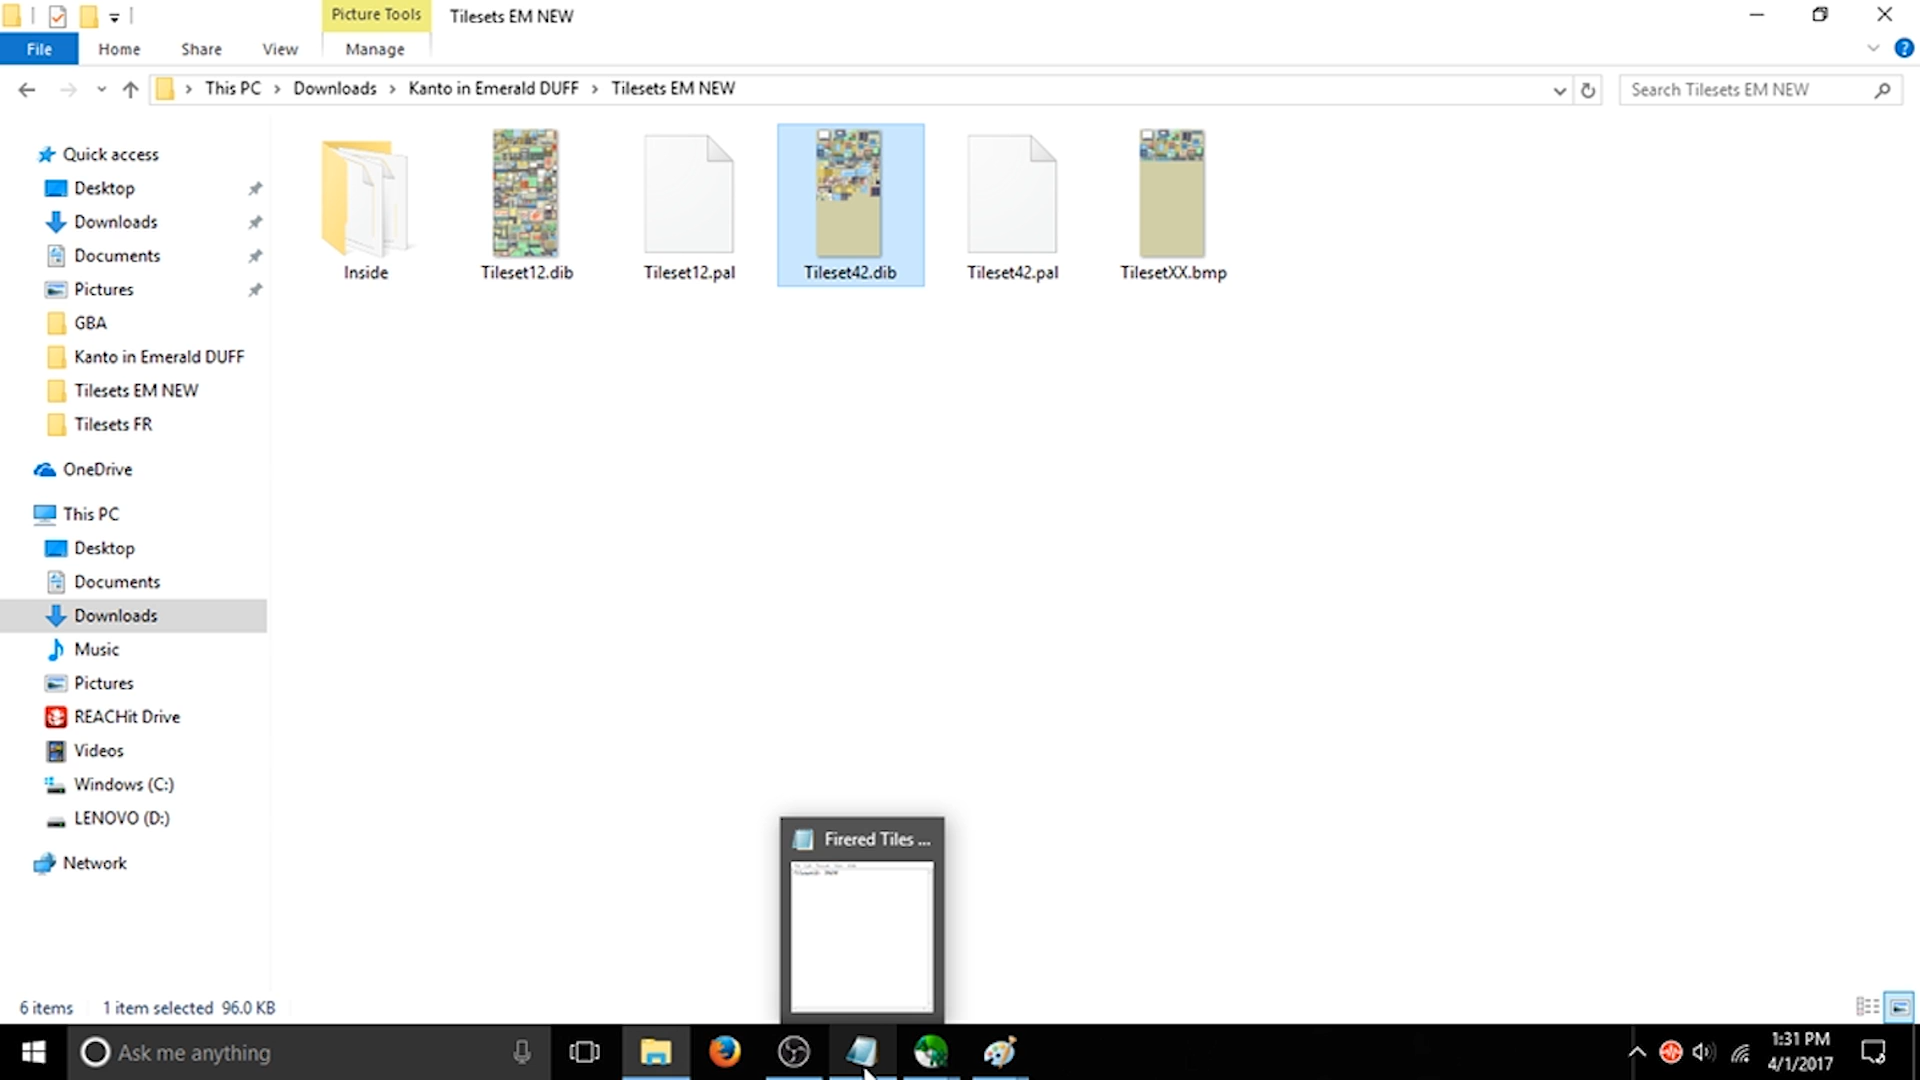 Picture Tools
Tilesets EM NEW
File
Home
Share
View
Manage
This PC
Downloads
Kanto in Emerald DUFF
Tilesets EM NEW
Search Tilesets EM NEW
Quick access
Desktop
Downloads
Documents
Pictures
GBA
Kanto in Emerald DUFF
Tilesets EM NEW
Tilesets FR
OneDrive
This PC
Desktop
Documents
Downloads
Music
Pictures
REACHit Drive
Videos
Windows (C:)
LENOVO (D:)
Network
Inside
Tileset12.dib
Tileset12.pal
Tileset42.dib
Tileset42.pal
TilesetXX.bmp
Firered Tiles ...
6 items
1 item selected 96.0 KB
Ask me anything
1:31 PM
4/1/2017